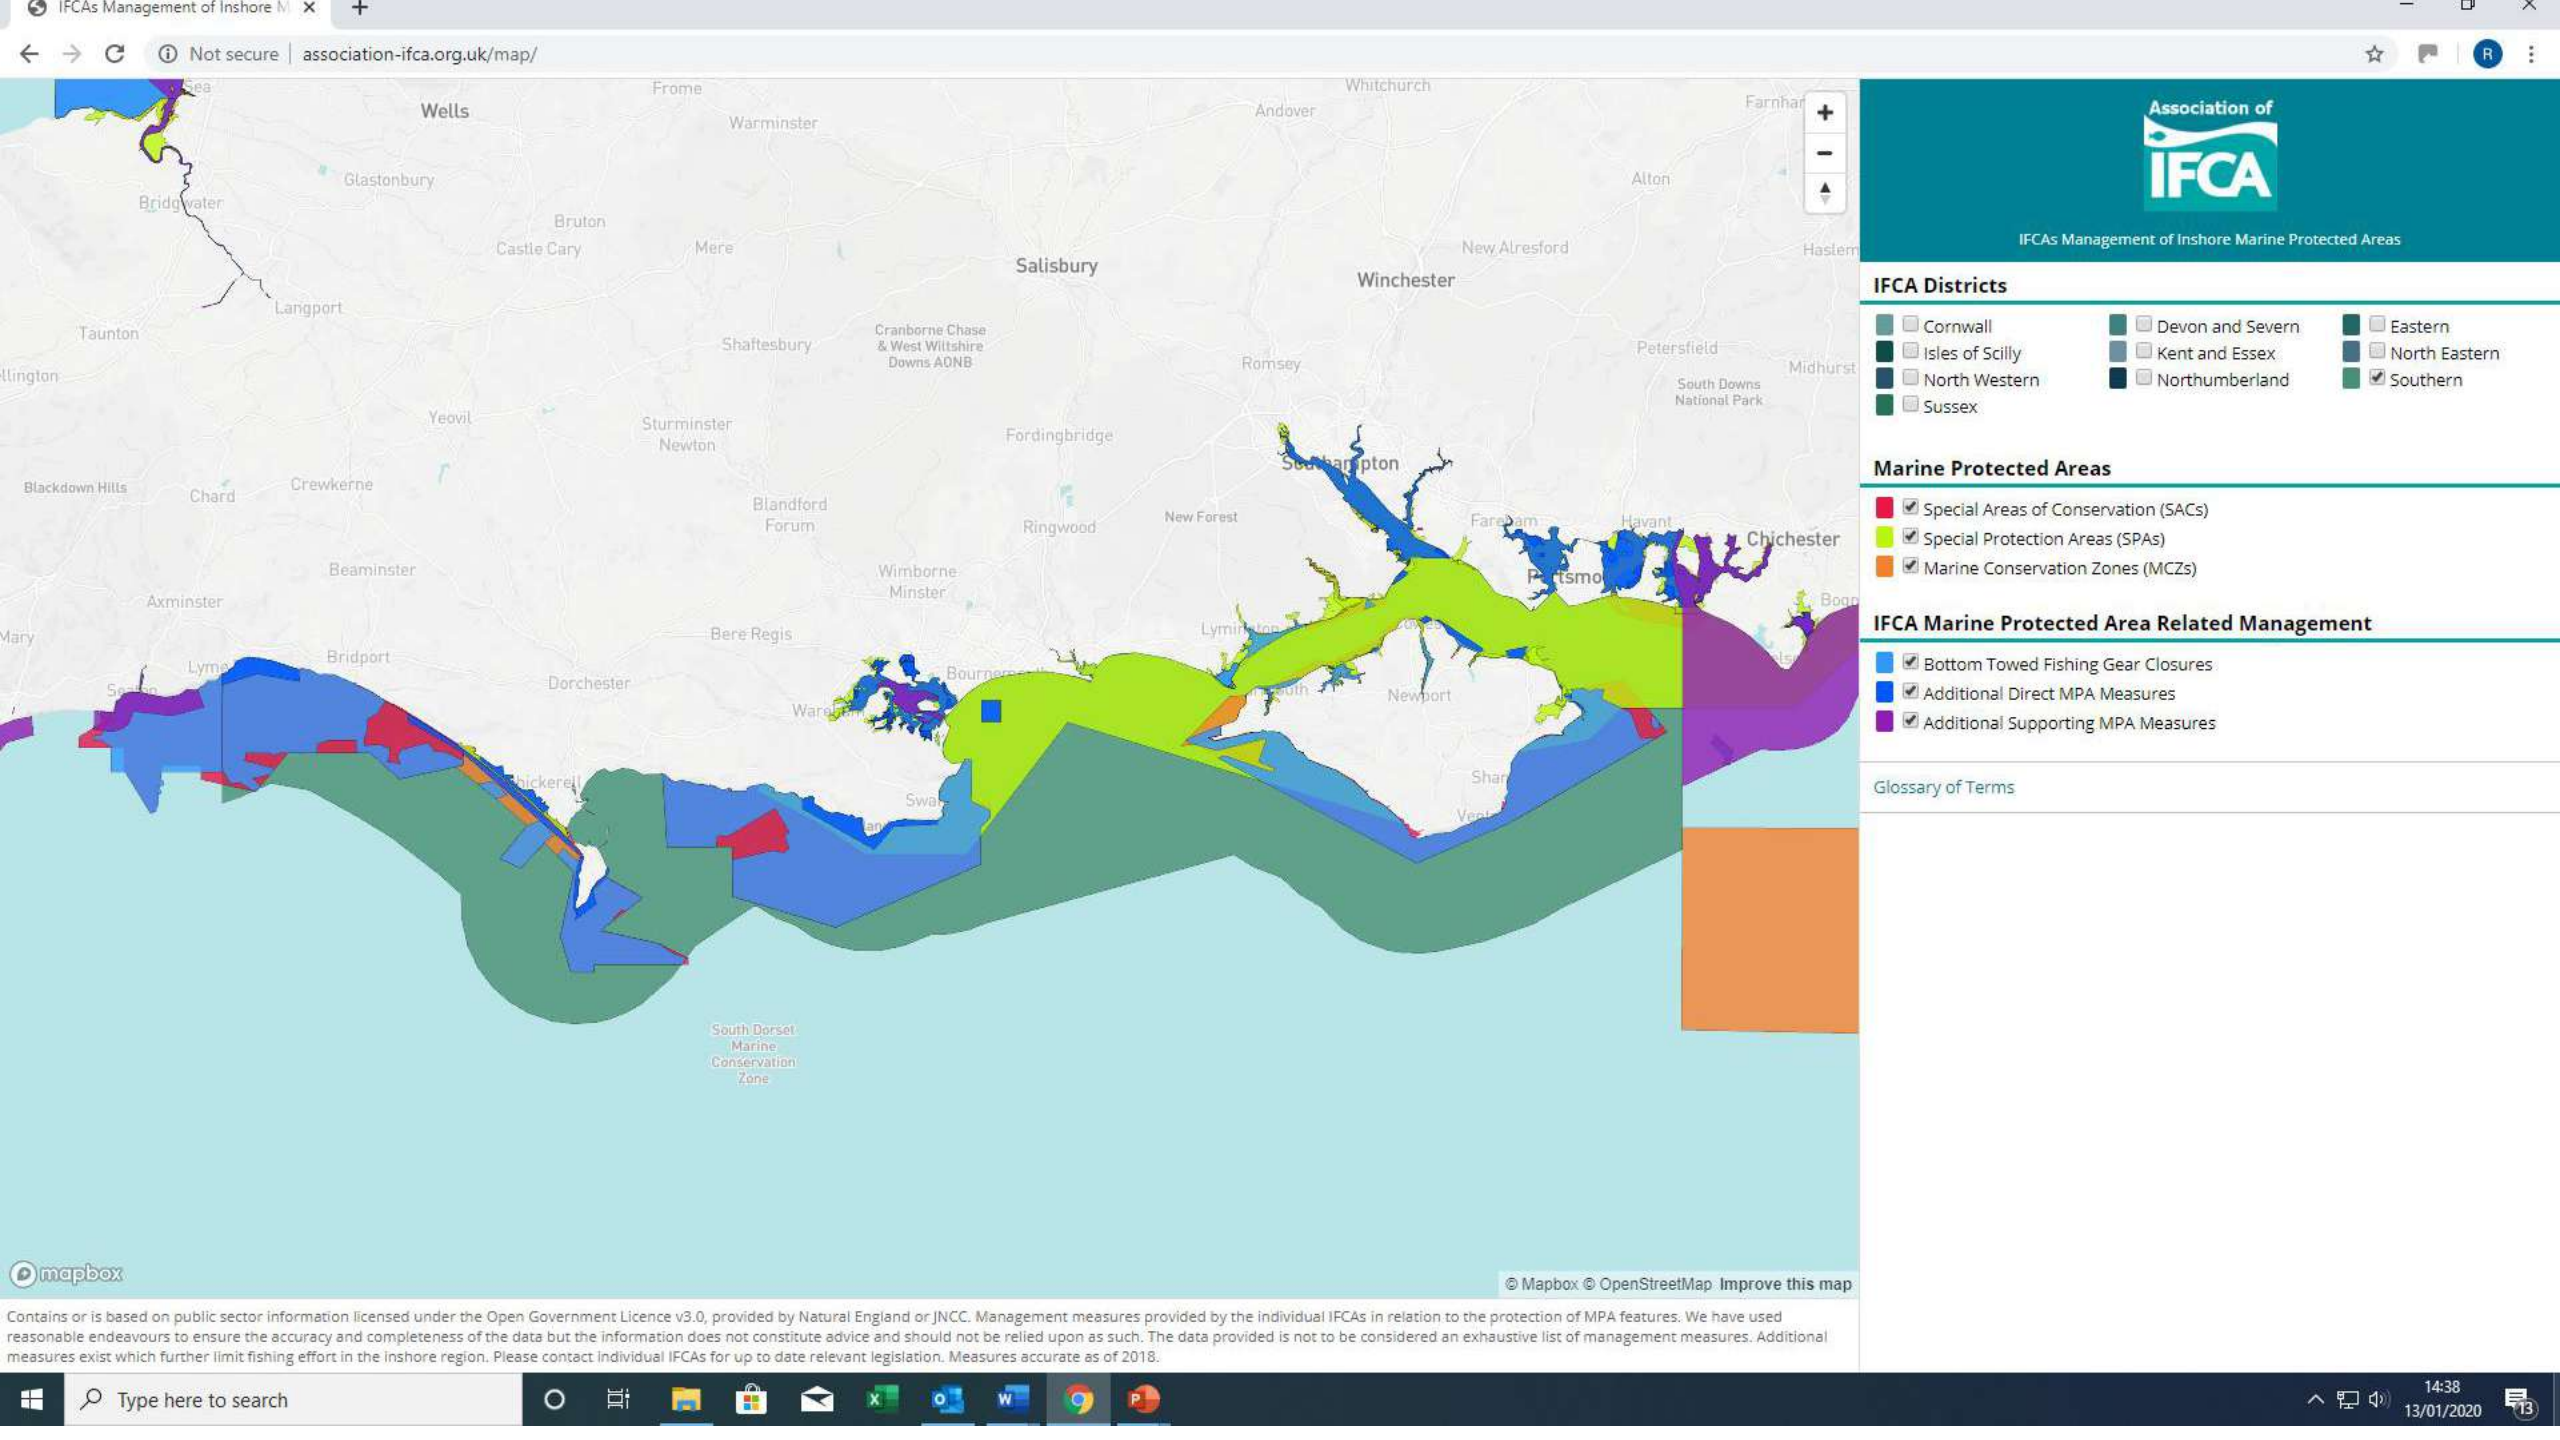 IFCAs Management of Inshore M
Not secure
association-ifca.org.uk/map/
R
Whitchurch
Frome
Wells
Andover
Warminster
Glastonbury
Alton
Bridgwater
Bruton
Castle Cary
Mere
New Alresford
Salisbury
Winchester
Langport
Taunton
Cranborne Chase
& West Wiltshire
Downs AONB
Shaftesbury
Petersfield
Romsey
Midhurst
South Downs
National Park
Yeovil
Sturminster
Newton
Fordingbridge
Southampton
Blackdown Hills
Chard
Crewkerne
Blandford
Forum
Ringwood
New Forest
Fareham
Havant
Chichester
Beaminster
Wimborne
Minster
Axminster
Bere Regis
Lymington
Bridport
Dorchester
Newport
South Dorset
Marine
Conservation
Zone
mapbox
© Mapbox © OpenStreetMap Improve this map
Association of
IFCA
IFCAs Management of Inshore Marine Protected Areas
IFCA Districts
Cornwall Devon and Severn Eastern
Isles of Scilly Kent and Essex North Eastern
North Western Northumberland Southern
Sussex
Marine Protected Areas
Special Areas of Conservation (SACs)
Special Protection Areas (SPAs)
Marine Conservation Zones (MCZs)
IFCA Marine Protected Area Related Management
Bottom Towed Fishing Gear Closures
Additional Direct MPA Measures
Additional Supporting MPA Measures
Glossary of Terms
Contains or is based on public sector information licensed under the Open Government Licence v3.0, provided by Natural England or JNCC. Management measures provided by the individual IFCAs in relation to the protection of MPA features. We have used
reasonable endeavours to ensure the accuracy and completeness of the data but the information does not constitute advice and should not be relied upon as such. The data provided is not to be considered an exhaustive list of management measures. Additional
measures exist which further limit fishing effort in the inshore region. Please contact individual IFCAs for up to date relevant legislation. Measures accurate as of 2018.
Type here to search
14:38
13/01/2020
13